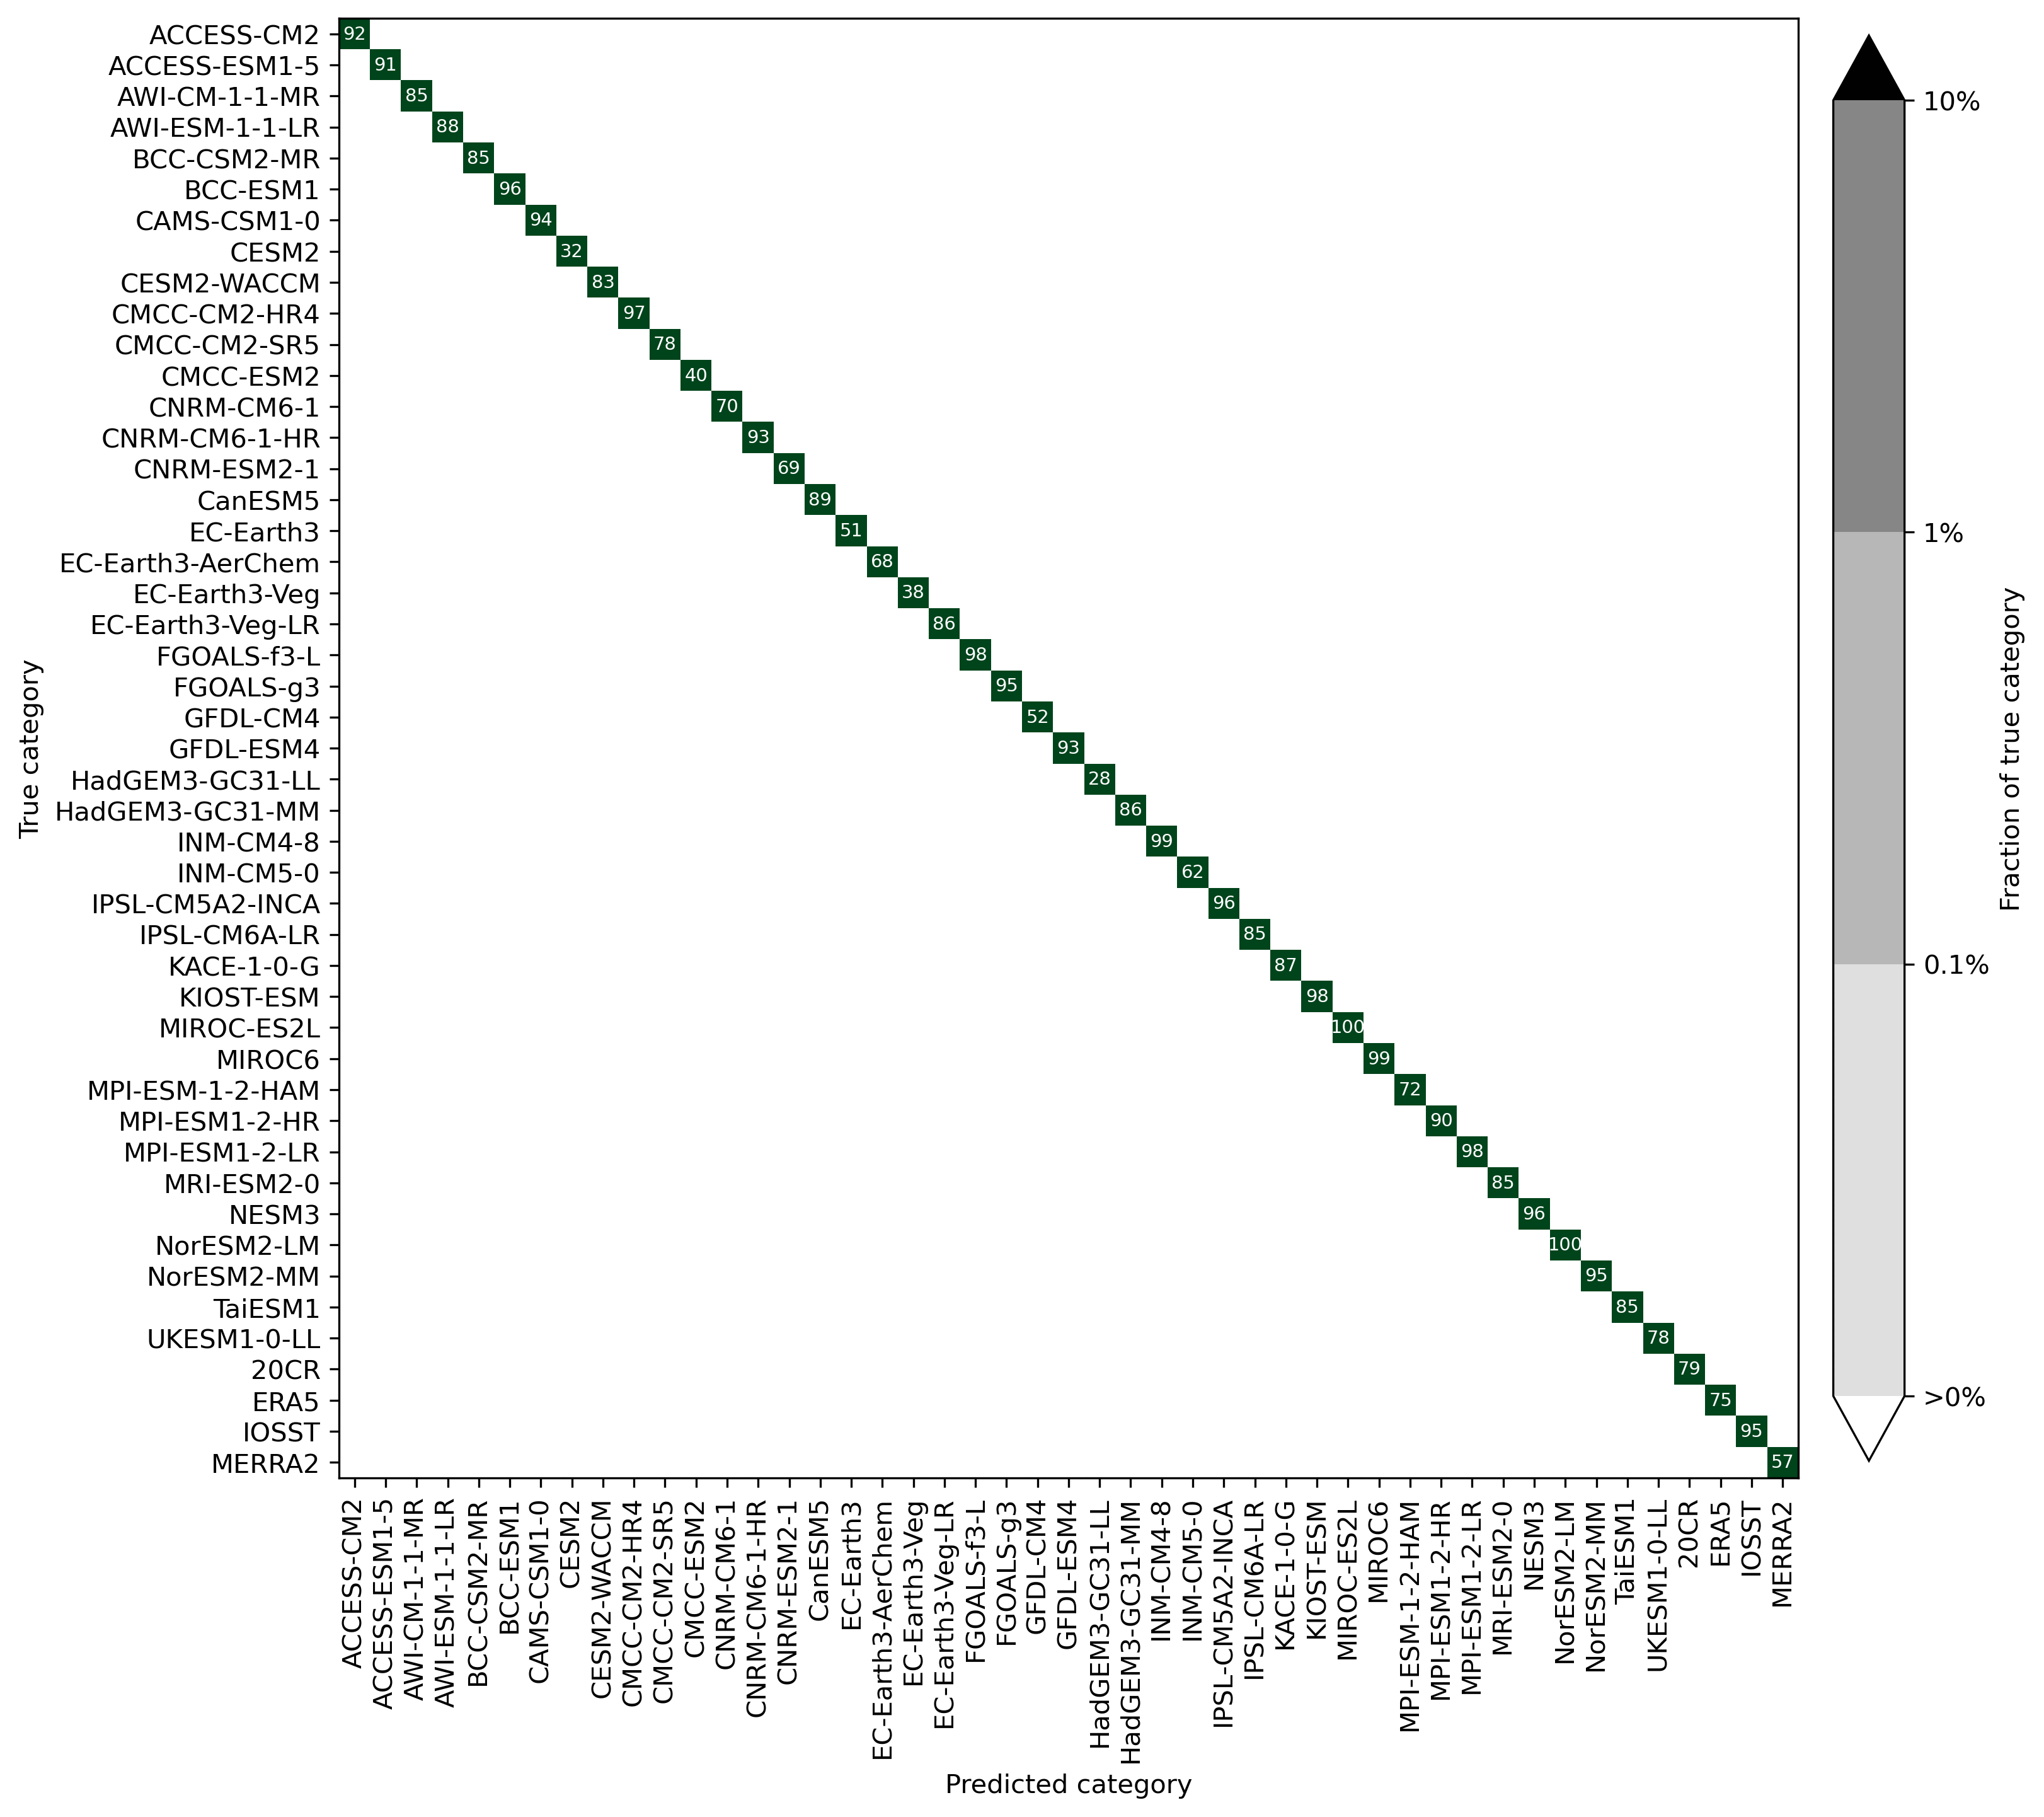 ACCESS-CM2 92
ACCESS-ESM1-5 91
AWI-CM-1-1-MR 85
AWI-ESM-1-1-LR 88
BCC-CSM2-MR 85
BCC-ESM1 96
CAMS-CSM1-0 94
CESM2 32
CESM2-WACCM 83
CMCC-CM2-HR4 97
CMCC-CM2-SR5 78
CMCC-ESM2 40
CNRM-CM6-1 70
CNRM-CM6-1-HR 93
CNRM-ESM2-1 69
CanESM5 89
EC-Earth3 51
EC-Earth3-AerChem 68
EC-Earth3-Veg 38
EC-Earth3-Veg-LR 86
FGOALS-f3-L 98
FGOALS-g3 95
GFDL-CM4 52
GFDL-ESM4 93
HadGEM3-GC31-LL 28
HadGEM3-GC31-MM 86
INM-CM4-8 99
INM-CM5-0 62
IPSL-CM5A2-INCA 96
IPSL-CM6A-LR 85
KACE-1-0-G 87
KIOST-ESM 98
MIROC-ES2L 100
MIROC6 99
MPI-ESM-1-2-HAM 72
MPI-ESM1-2-HR 90
MPI-ESM1-2-LR 98
MRI-ESM2-0 85
NESM3 96
NorESM2-LM 100
NorESM2-MM 95
TaiESM1 85
UKESM1-0-LL 78
20CR 79
ERA5 75
IOSST 95
MERRA2 57
True category
ACCESS-CM2
ACCESS-ESM1-5
AWI-CM-1-1-MR
AWI-ESM-1-1-LR
BCC-CSM2-MR
BCC-ESM1
CAMS-CSM1-0
CESM2
CESM2-WACCM
CMCC-CM2-HR4
CMCC-CM2-SR5
CMCC-ESM2
CNRM-CM6-1
CNRM-CM6-1-HR
CNRM-ESM2-1
CanESM5
EC-Earth3
EC-Earth3-AerChem
EC-Earth3-Veg
EC-Earth3-Veg-LR
FGOALS-f3-L
FGOALS-g3
GFDL-CM4
GFDL-ESM4
HadGEM3-GC31-LL
HadGEM3-GC31-MM
INM-CM4-8
INM-CM5-0
IPSL-CM5A2-INCA
IPSL-CM6A-LR
KACE-1-0-G
KIOST-ESM
MIROC-ES2L
MIROC6
MPI-ESM-1-2-HAM
MPI-ESM1-2-HR
MPI-ESM1-2-LR
MRI-ESM2-0
NESM3
NorESM2-LM
NorESM2-MM
TaiESM1
UKESM1-0-LL
20CR
ERA5
IOSST
MERRA2
Predicted category
10%
1%
0.1%
>0%
Fraction of true category